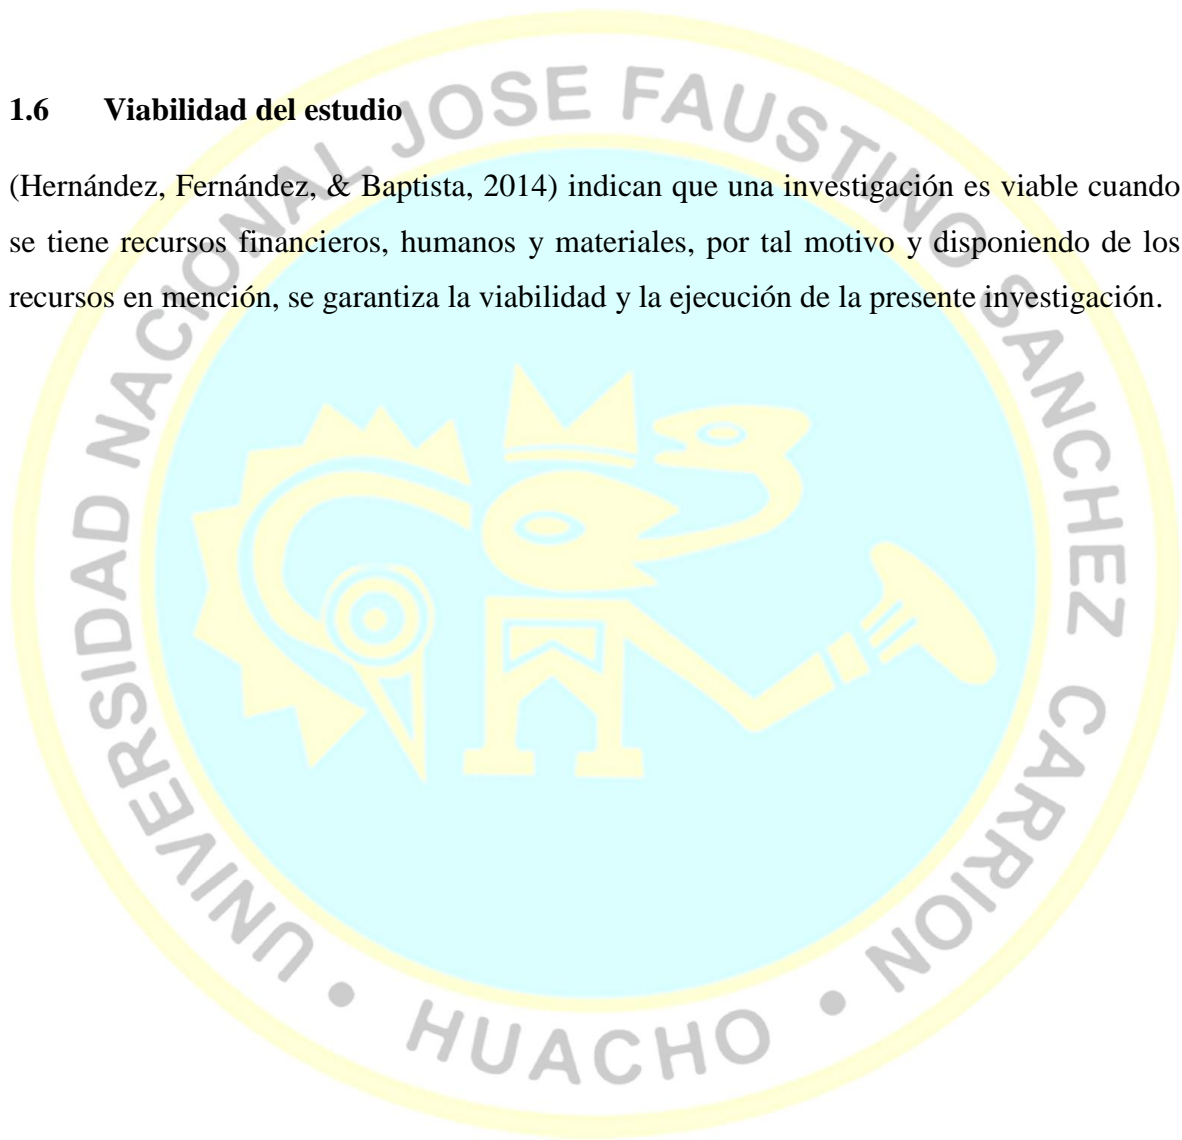 1.6 Viabilidad del estudio
(Hernández, Fernández, & Baptista, 2014) indican que una investigación es viable cuando
se tiene recursos financieros, humanos y materiales, por tal motivo y disponiendo de los
recursos en mención, se garantiza la viabilidad y la ejecución de la presente investigación.
UNIVERSIDAD NACIONAL JOSE FAUSTINO SANCHEZ CARRION
• HUACHO •